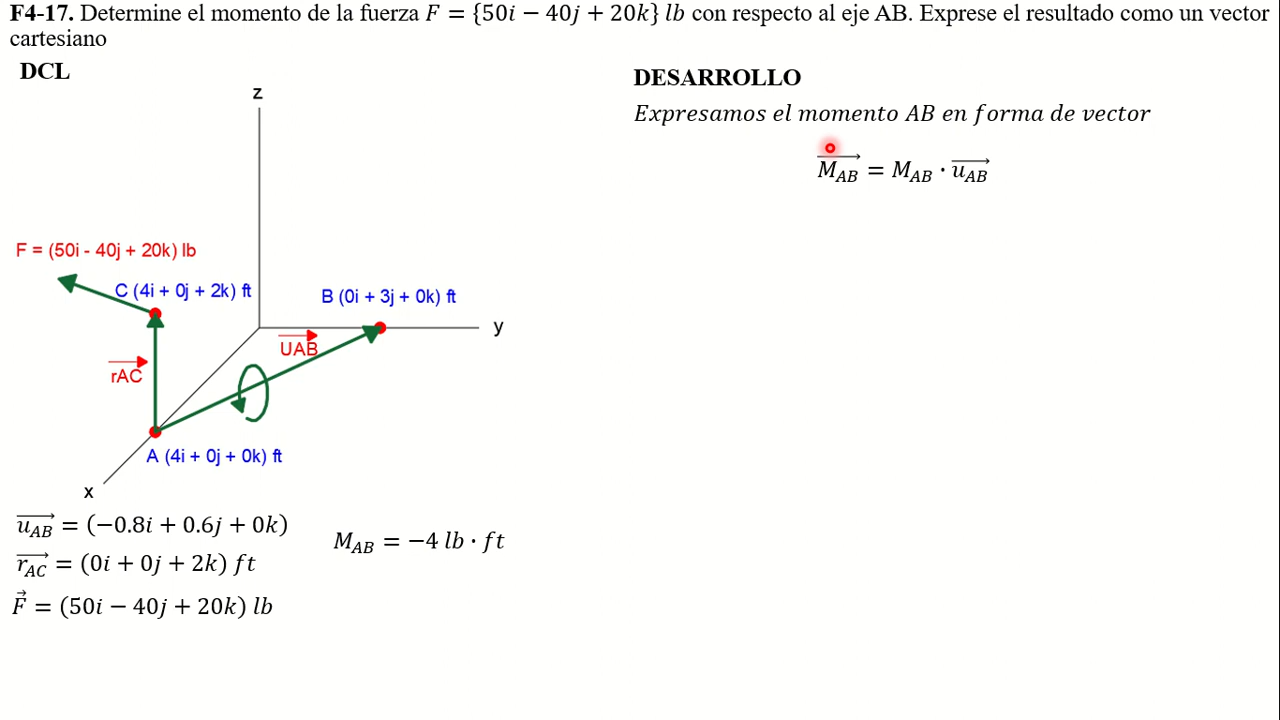 F4-17. Determine el momento de la fuerza F = {50i − 40j + 20k} lb con respecto al eje AB. Exprese el resultado como un vector
cartesiano
DCL
DESARROLLO
z
Expresamos el momento AB en forma de vector
M_AB = M_AB · u_AB
F = (50i - 40j + 20k) lb
C (4i + 0j + 2k) ft
B (0i + 3j + 0k) ft
y
UAB
rAC
A (4i + 0j + 0k) ft
x
u_AB = (−0.8i + 0.6j + 0k)
M_AB = −4 lb · ft
r_AC = (0i + 0j + 2k) ft
F = (50i − 40j + 20k) lb